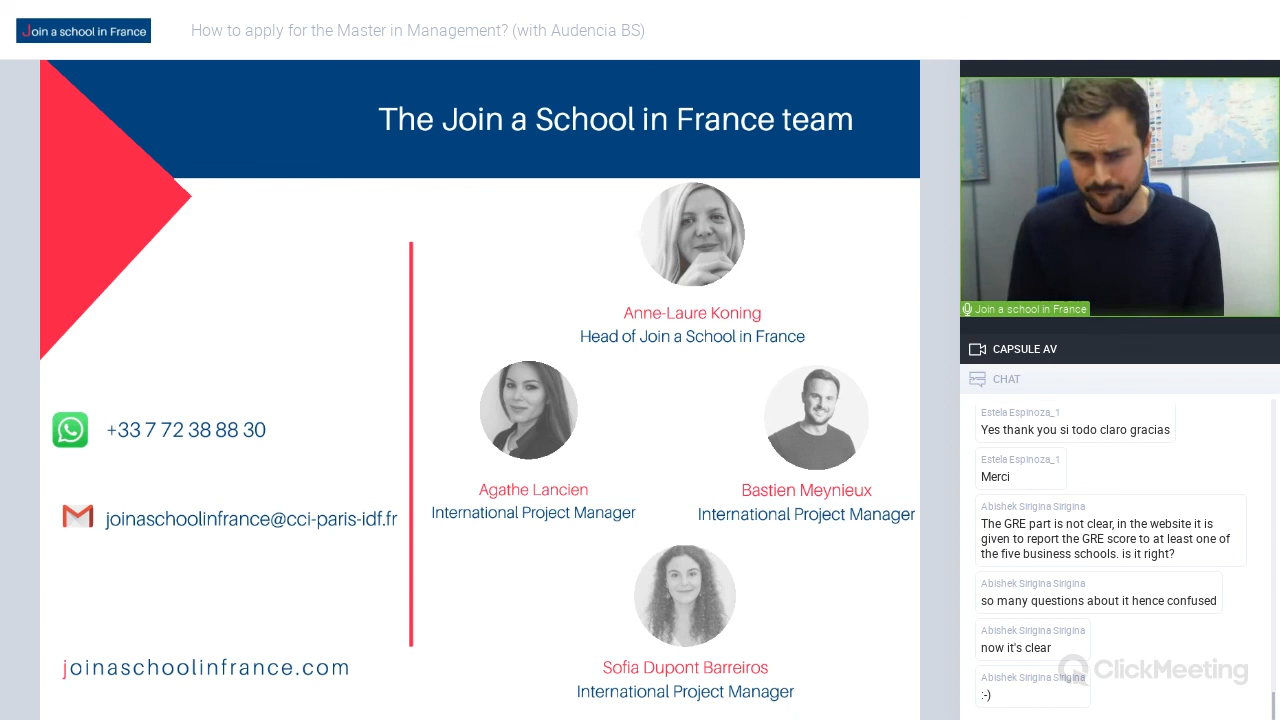 Join a school in France
How to apply for the Master in Management? (with Audencia BS)
The Join a School in France team
Anne-Laure Koning
Head of Join a School in France
Agathe Lancien
International Project Manager
Bastien Meynieux
International Project Manager
Sofia Dupont Barreiros
International Project Manager
+33 7 72 38 88 30
joinaschoolinfrance@cci-paris-idf.fr
joinaschoolinfrance.com
Join a school in France
CAPSULE AV
CHAT
Estela Espinoza_1
Yes thank you si todo claro gracias
Estela Espinoza_1
Merci
Abishek Sirigina Sirigina
The GRE part is not clear, in the website it is
given to report the GRE score to at least one of
the five business schools. is it right?
Abishek Sirigina Sirigina
so many questions about it hence confused
Abishek Sirigina Sirigina
now it's clear
Abishek Sirigina Sirigina
:-)
ClickMeeting